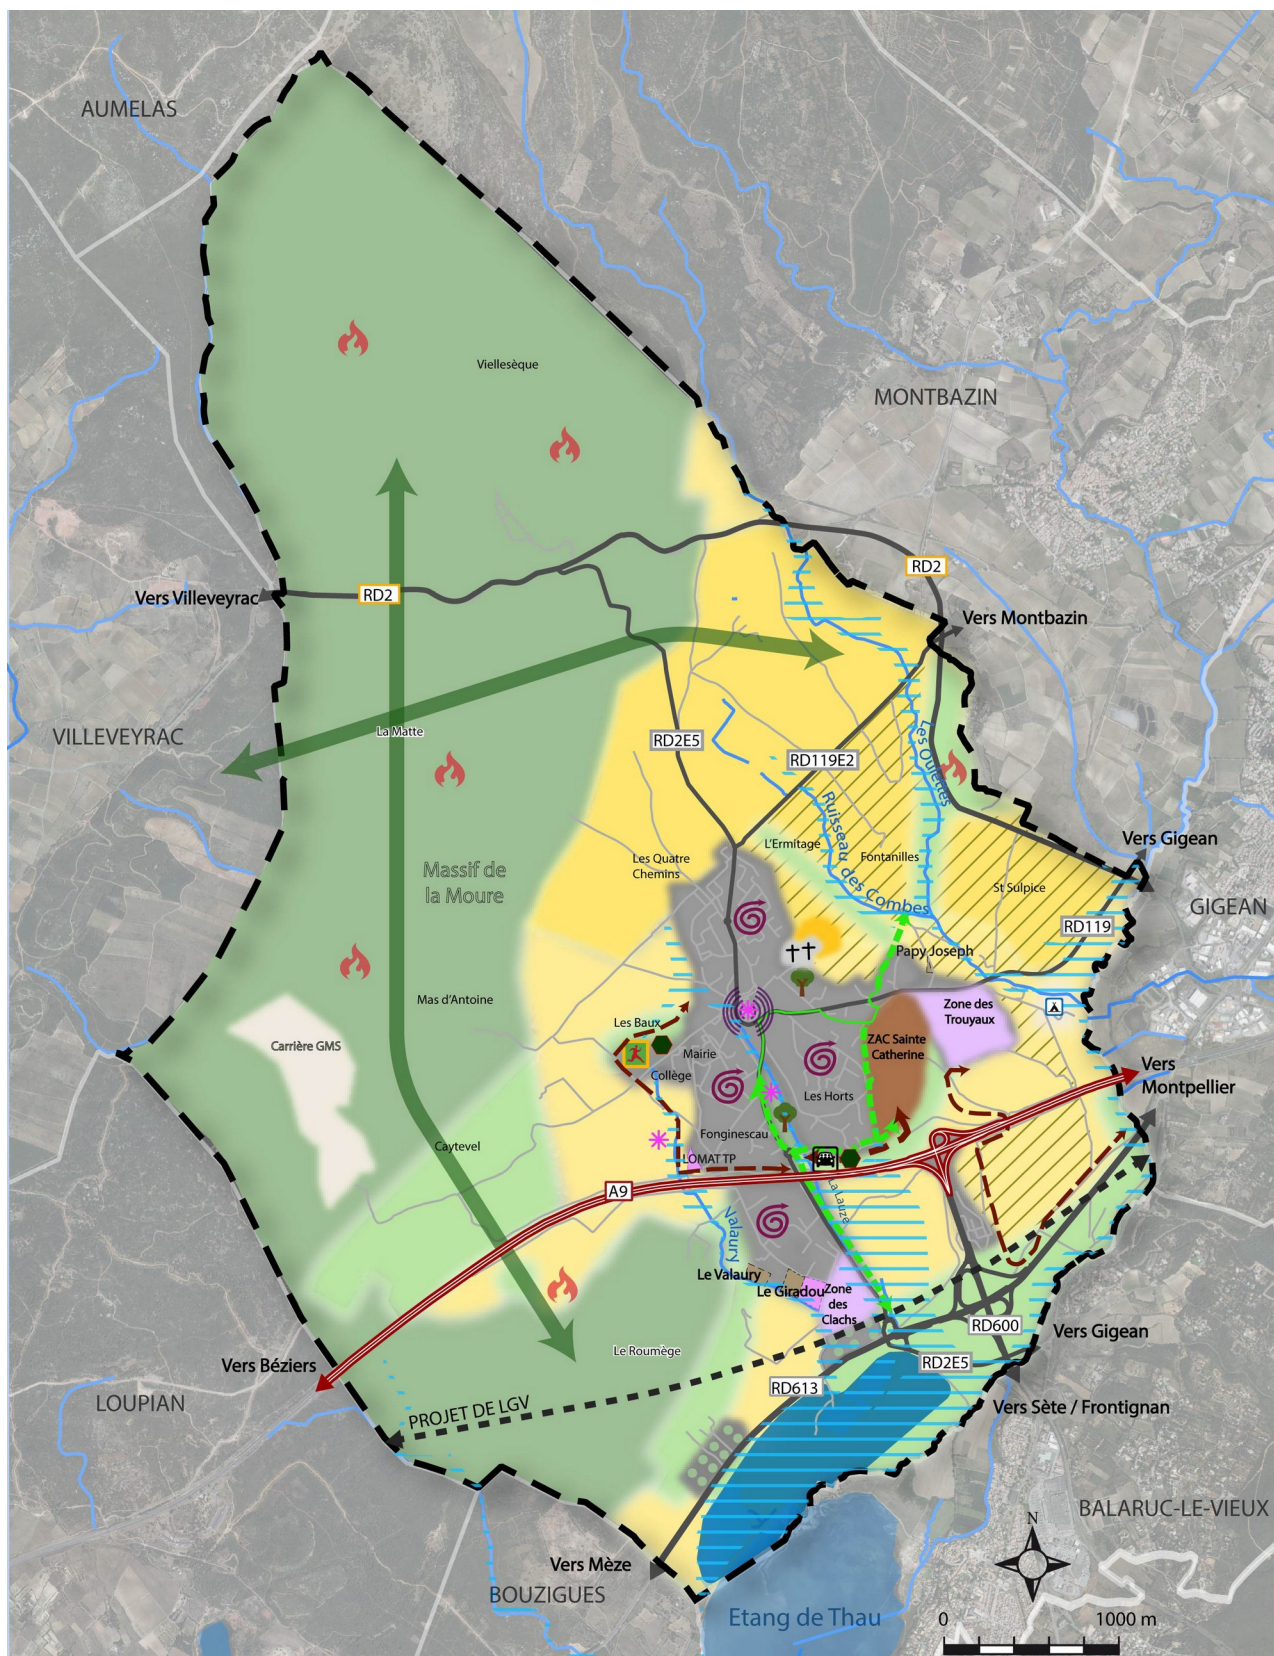 AUMELAS
Viellesèque
MONTBAZIN
RD2
Vers Villeveyrac
RD2
Vers Montbazin
VILLEVEYRAC
La Matte
RD2E5
RD119E2
Les Oulettes
Ruisseau des Combes
L'Ermitage
Fontanilles
Vers Gigean
Les Quatre
Chemins
Massif de
la Moure
St Sulpice
GIGEAN
RD119
Papy Joseph
Mas d'Antoine
Zone des
Trouyaux
Les Baux
Carrière GMS
Mairie
ZAC Sainte
Catherine
Collège
Vers
Montpellier
Les Horts
Fonginescau
Caytevel
LOMAT TP
A9
La Lauze
Valaury
Le Valaury
Le Giradou
Zone
des
Clachs
RD600
Vers Gigean
Le Roumège
Vers Béziers
RD2E5
RD613
LOUPIAN
PROJET DE LGV
Vers Sète / Frontignan
BALARUC-LE-VIEUX
N
Vers Mèze
BOUZIGUES
Etang de Thau
0 1000 m